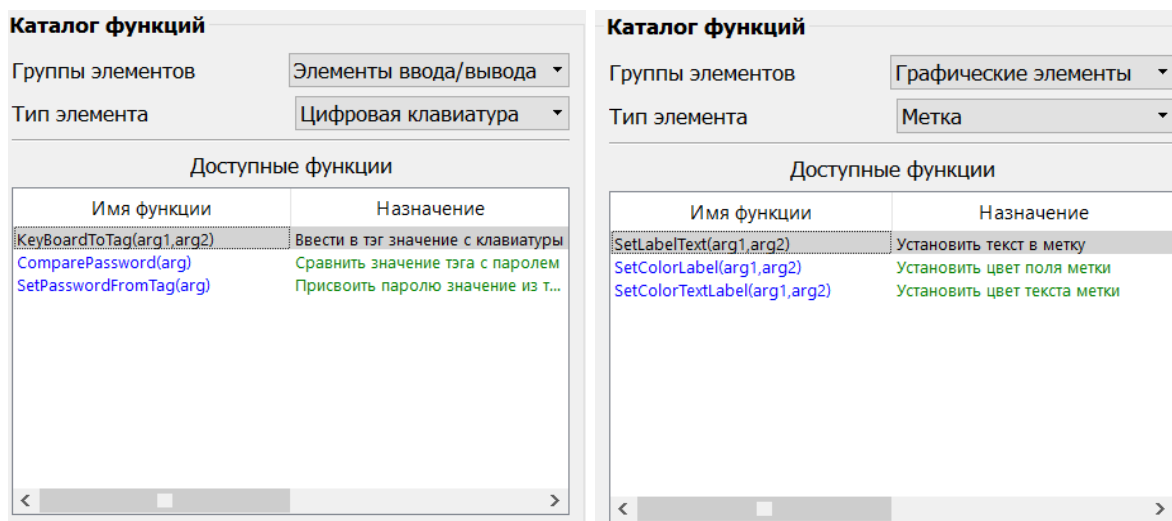 Каталог функций
Группы элементов Элементы ввода/вывода
Тип элемента Цифровая клавиатура
Доступные функции
Имя функции Назначение
KeyBoardToTag(arg1,arg2) Ввести в тэг значение с клавиатуры
ComparePassword(arg) Сравнить значение тэга с паролем
SetPasswordFromTag(arg) Присвоить паролю значение из т...
Каталог функций
Группы элементов Графические элементы
Тип элемента Метка
Доступные функции
Имя функции Назначение
SetLabelText(arg1,arg2) Установить текст в метку
SetColorLabel(arg1,arg2) Установить цвет поля метки
SetColorTextLabel(arg1,arg2) Установить цвет текста метки